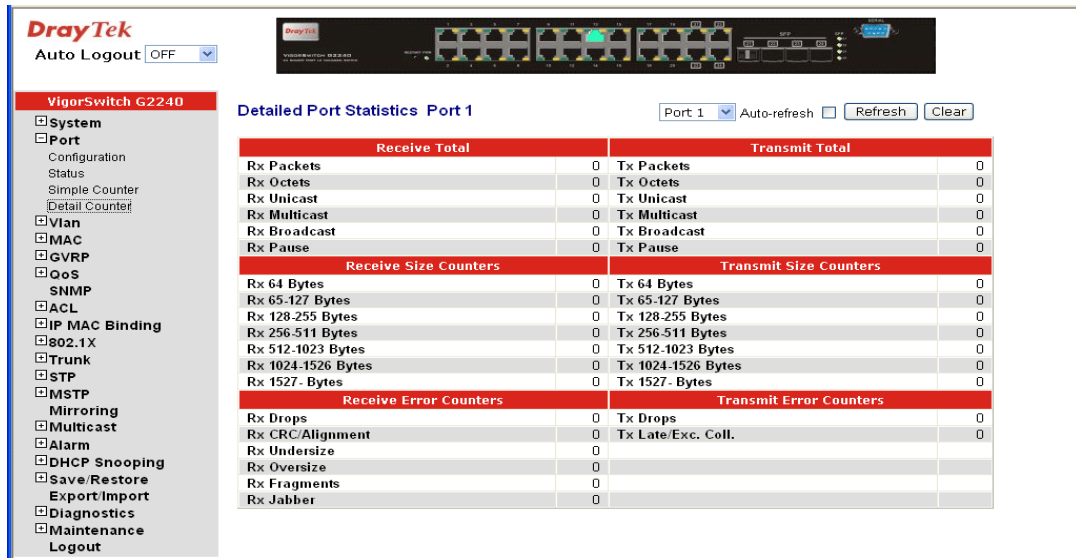 DrayTek
Auto Logout OFF
DrayTek
VIGORSWITCH G2240
SFP
SFP
SERIAL
VigorSwitch G2240
System
Port
Configuration
Status
Simple Counter
Detail Counter
Vlan
MAC
GVRP
QoS
SNMP
ACL
IP MAC Binding
802.1X
Trunk
STP
MSTP
Mirroring
Multicast
Alarm
DHCP Snooping
Save/Restore
Export/Import
Diagnostics
Maintenance
Logout
Detailed Port Statistics Port 1
Port 1 Auto-refresh Refresh Clear
Receive Total Transmit Total
Rx Packets 0 Tx Packets 0
Rx Octets 0 Tx Octets 0
Rx Unicast 0 Tx Unicast 0
Rx Multicast 0 Tx Multicast 0
Rx Broadcast 0 Tx Broadcast 0
Rx Pause 0 Tx Pause 0
Receive Size Counters Transmit Size Counters
Rx 64 Bytes 0 Tx 64 Bytes 0
Rx 65-127 Bytes 0 Tx 65-127 Bytes 0
Rx 128-255 Bytes 0 Tx 128-255 Bytes 0
Rx 256-511 Bytes 0 Tx 256-511 Bytes 0
Rx 512-1023 Bytes 0 Tx 512-1023 Bytes 0
Rx 1024-1526 Bytes 0 Tx 1024-1526 Bytes 0
Rx 1527- Bytes 0 Tx 1527- Bytes 0
Receive Error Counters Transmit Error Counters
Rx Drops 0 Tx Drops 0
Rx CRC/Alignment 0 Tx Late/Exc. Coll. 0
Rx Undersize 0
Rx Oversize 0
Rx Fragments 0
Rx Jabber 0